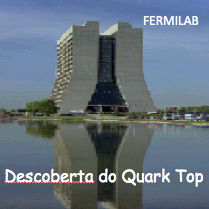 FERMILAB
Descoberta do Quark Top